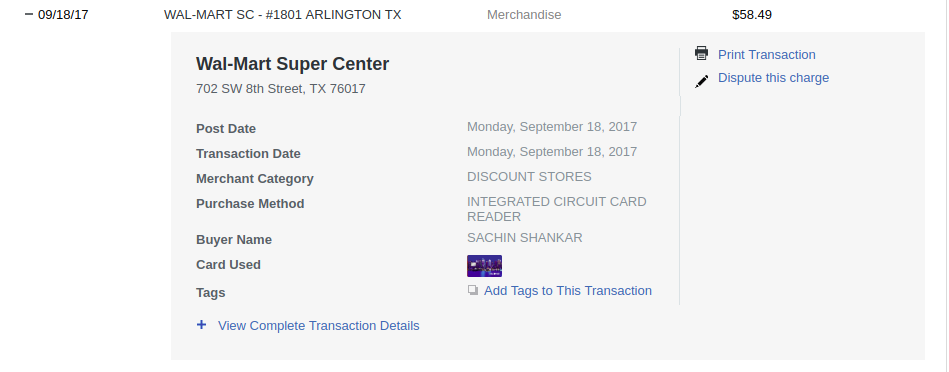 09/18/17 WAL-MART SC - #1801 ARLINGTON TX Merchandise $58.49
Wal-Mart Super Center
702 SW 8th Street, TX 76017
Print Transaction
Dispute this charge
Post Date Monday, September 18, 2017
Transaction Date Monday, September 18, 2017
Merchant Category DISCOUNT STORES
Purchase Method INTEGRATED CIRCUIT CARD
READER
Buyer Name SACHIN SHANKAR
Card Used
Tags Add Tags to This Transaction
+ View Complete Transaction Details